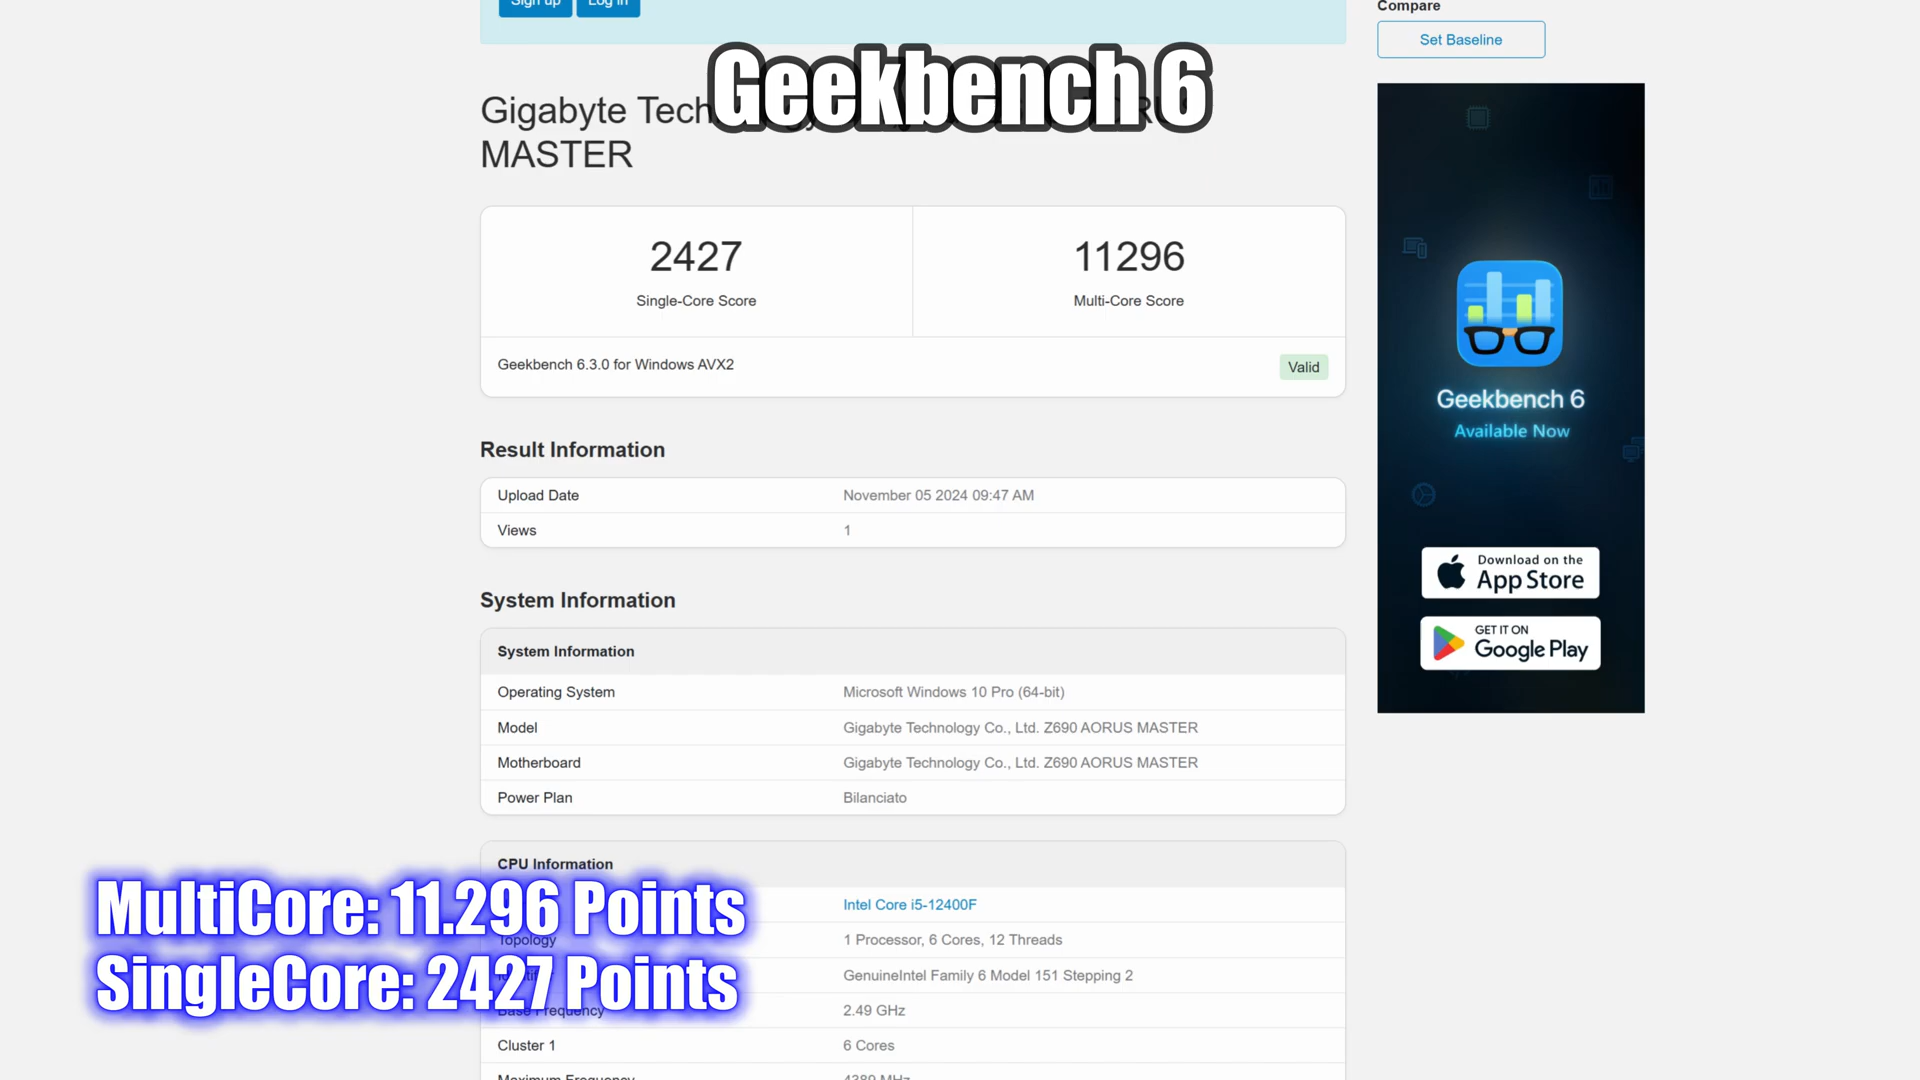 Sign up Log in
Compare
Set Baseline
Geekbench 6
Gigabyte Tech
MASTER
2427
Single-Core Score
11296
Multi-Core Score
Geekbench 6.3.0 for Windows AVX2
Valid
Result Information
Upload Date November 05 2024 09:47 AM
Views 1
System Information
System Information
Operating System Microsoft Windows 10 Pro (64-bit)
Model Gigabyte Technology Co., Ltd. Z690 AORUS MASTER
Motherboard Gigabyte Technology Co., Ltd. Z690 AORUS MASTER
Power Plan Bilanciato
CPU Information
Intel Core i5-12400F
Topology 1 Processor, 6 Cores, 12 Threads
GenuineIntel Family 6 Model 151 Stepping 2
Base Frequency 2.49 GHz
Cluster 1 6 Cores
Maximum Frequency 4389 MHz
MultiCore: 11.296 Points
SingleCore: 2427 Points
Geekbench 6
Available Now
Download on the
App Store
GET IT ON
Google Play